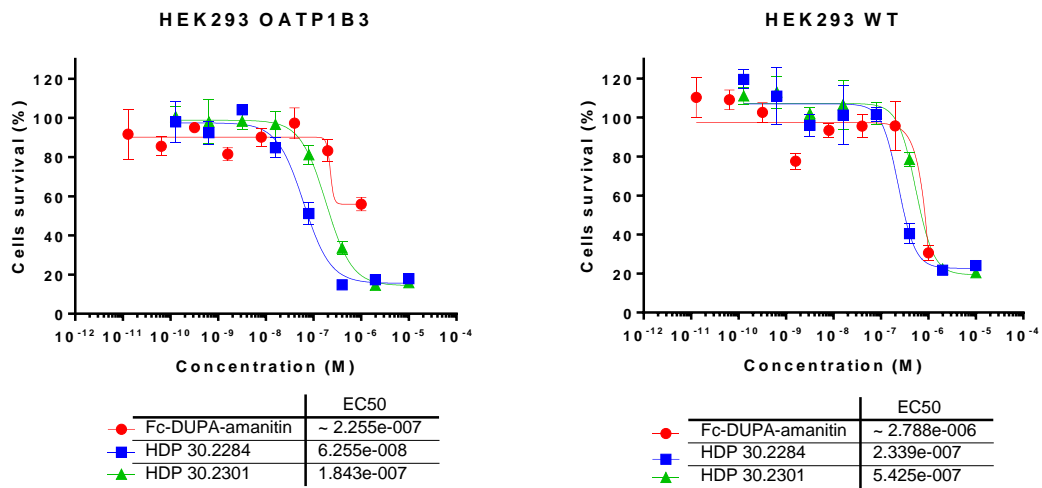 HEK293 OATP1B3
Cells survival (%)
120
100
80
60
40
20
0
10-12 10-11 10-10 10-9 10-8 10-7 10-6 10-5 10-4
Concentration (M)
EC50
Fc-DUPA-amanitin ~ 2.255e-007
HDP 30.2284 6.255e-008
HDP 30.2301 1.843e-007
HEK293 WT
Cells survival (%)
120
100
80
60
40
20
0
10-12 10-11 10-10 10-9 10-8 10-7 10-6 10-5 10-4
Concentration (M)
EC50
Fc-DUPA-amanitin ~ 2.788e-006
HDP 30.2284 2.339e-007
HDP 30.2301 5.425e-007